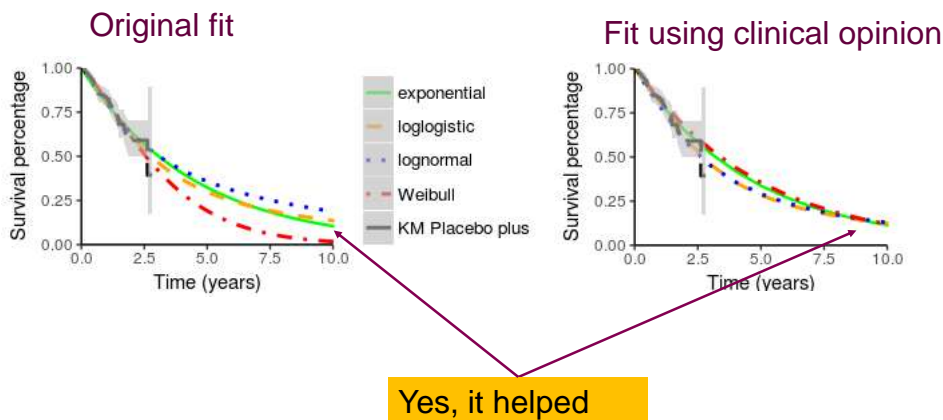 Original fit
Fit using clinical opinion
Survival percentage
1.00
0.75
0.50
0.25
0.00
0.0 2.5 5.0 7.5 10.0
Time (years)
exponential
loglogistic
lognormal
Weibull
KM Placebo plus
Survival percentage
1.00
0.75
0.50
0.25
0.00
0.0 2.5 5.0 7.5 10.0
Time (years)
Yes, it helped